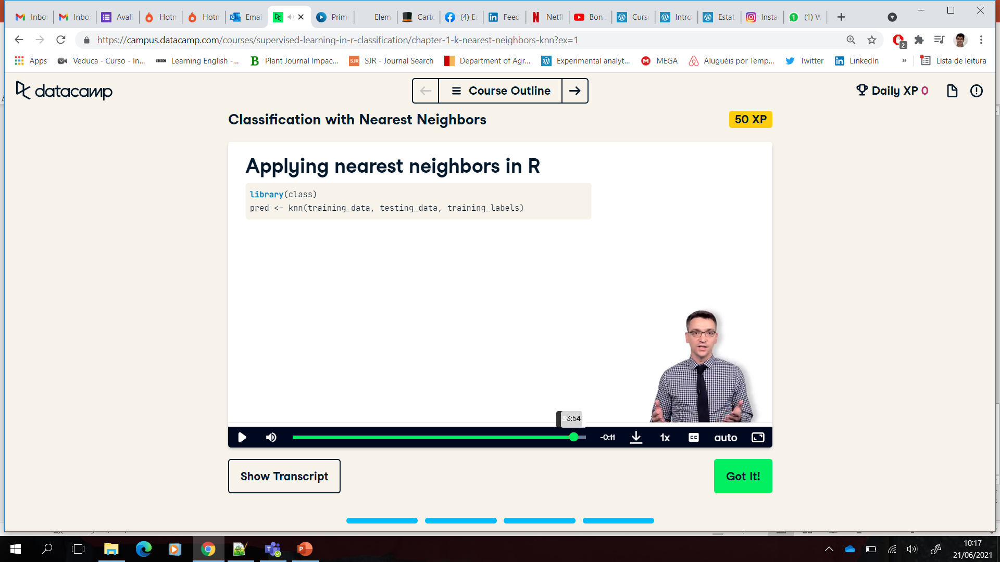 Inbo
Inbo
Avali
Hotn
Hotn
Emai
Prim
Elem
Carto
(4) Ea
Feed
Netfl
Bon
Curs
Intro
Estat
Insta
(1) W
https://campus.datacamp.com/courses/supervised-learning-in-r-classification/chapter-1-k-nearest-neighbors-knn?ex=1
2
Apps
Veduca - Curso - In...
Learning English -...
Plant Journal Impac...
SJR
SJR - Journal Search
Department of Agr...
Experimental analyt...
MEGA
Aluguéis por Temp...
Twitter
LinkedIn
»
Lista de leitura
datacamp
Course Outline
Daily XP 0
Classification with Nearest Neighbors
50 XP
Applying nearest neighbors in R
library(class)
pred <- knn(training_data, testing_data, training_labels)
3:54
-0:11
1x
CC
auto
Show Transcript
Got It!
10:17
21/06/2021